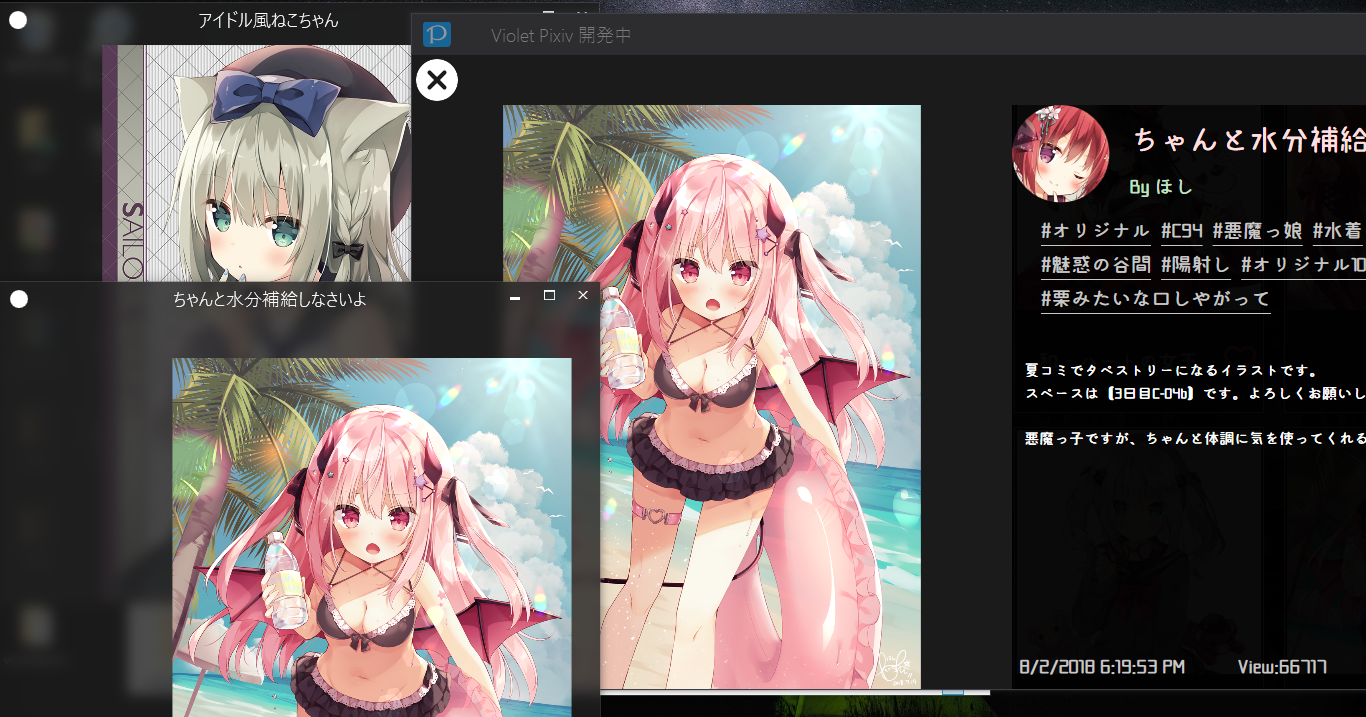 アイドル風ねこちゃん
Violet Pixiv 開発中
SAILO
ちゃんと水分補給
By ほし
#オリジナル #C94 #悪魔っ娘 #水着
#魅惑の谷間 #陽射し #オリジナル10
#栗みたいな口しやがって
ちゃんと水分補給しなさいよ
夏コミでタペストリーになるイラストです。
スペースは【3日目C-04b】です。よろしくお願いし
悪魔っ子ですが、ちゃんと体調に気を使ってくれる
8/2/2018 6:19:53 PM View:66717